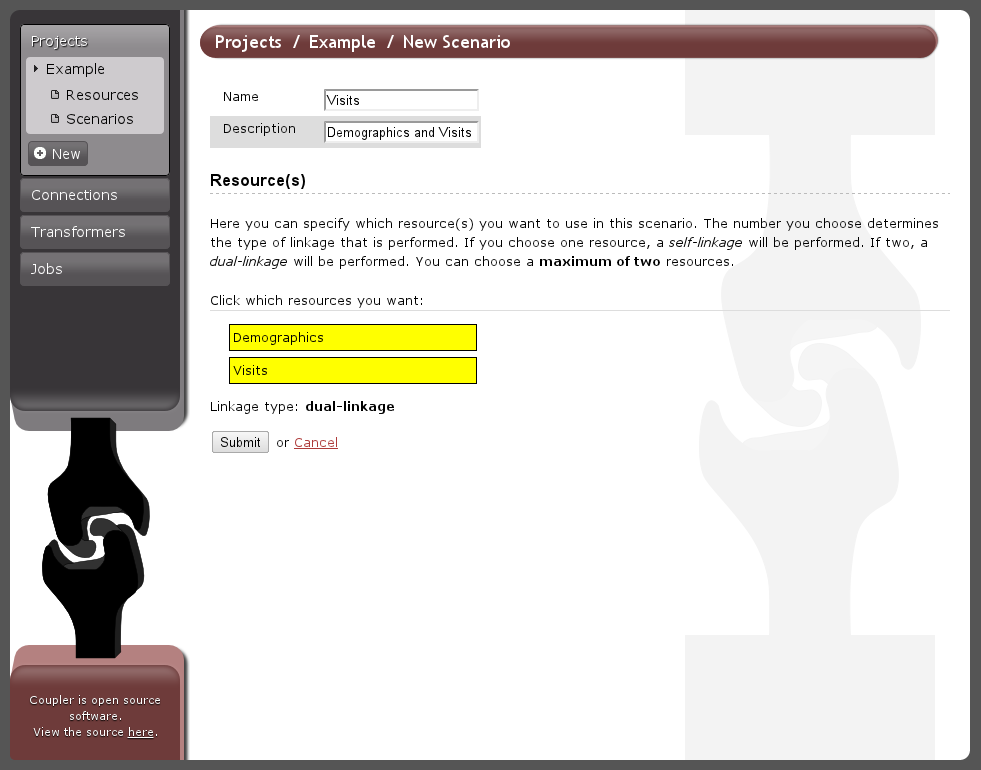 Projects
Example
Resources
Scenarios
New
Connections
Transformers
Jobs
Coupler is open source
software.
View the source here.
Projects / Example / New Scenario
Name Visits
Description Demographics and Visits
Resource(s)
Here you can specify which resource(s) you want to use in this scenario. The number you choose determines
the type of linkage that is performed. If you choose one resource, a self-linkage will be performed. If two, a
dual-linkage will be performed. You can choose a maximum of two resources.
Click which resources you want:
Demographics
Visits
Linkage type: dual-linkage
Submit or Cancel